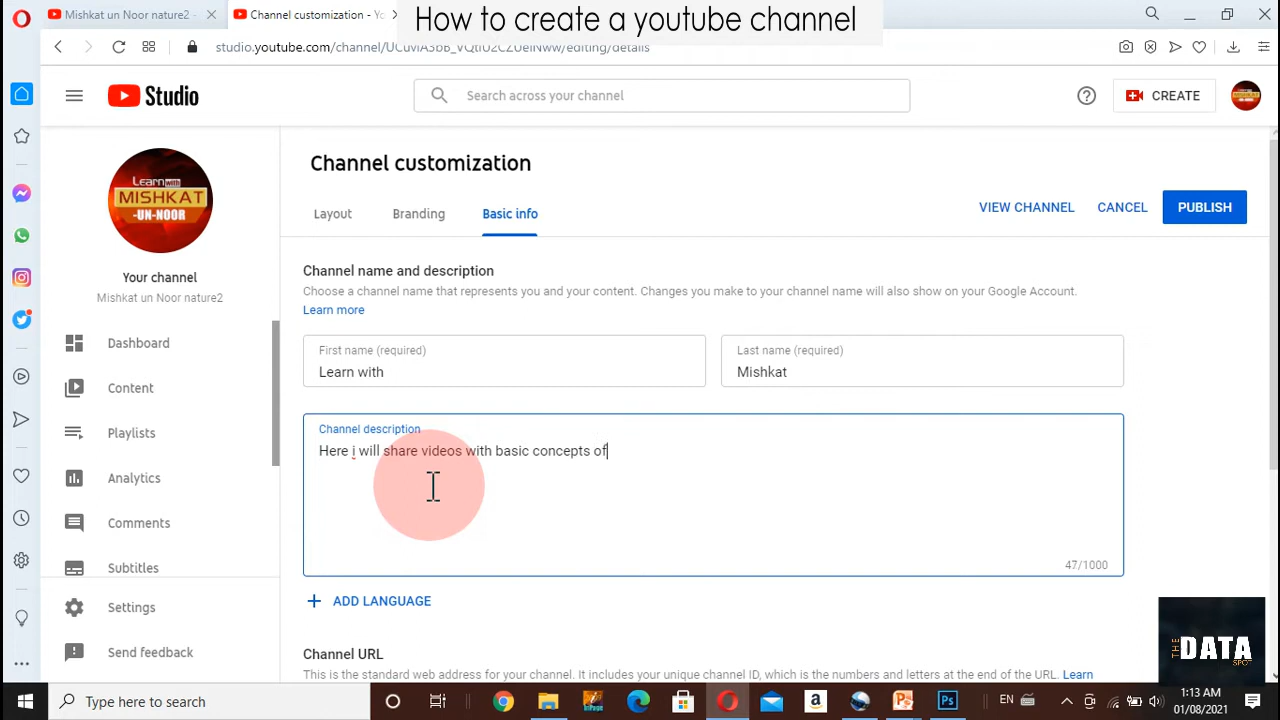 How to create a youtube channel
Mishkat un Noor nature2 -
Channel customization -
studio.youtube.com
/editing/details
Studio
Search across your channel
CREATE
Learn with
MISHKAT
-UN-NOOR
Your channel
Mishkat un Noor nature2
Dashboard
Content
Playlists
Analytics
Comments
Subtitles
Settings
Send feedback
Channel customization
Layout
Branding
Basic info
VIEW CHANNEL
CANCEL
PUBLISH
Channel name and description
Choose a channel name that represents you and your content. Changes you make to your channel name will also show on your Google Account.
Learn more
First name (required)
Learn with
Last name (required)
Mishkat
Channel description
Here i will share videos with basic concepts of
47/1000
+ ADD LANGUAGE
Channel URL
This is the standard web address for your channel. It includes your unique channel ID, which is the numbers and letters at the end of the URL. Learn
THE
DATA
SPOT
Type here to search
EN
1:13 AM
01/08/2021